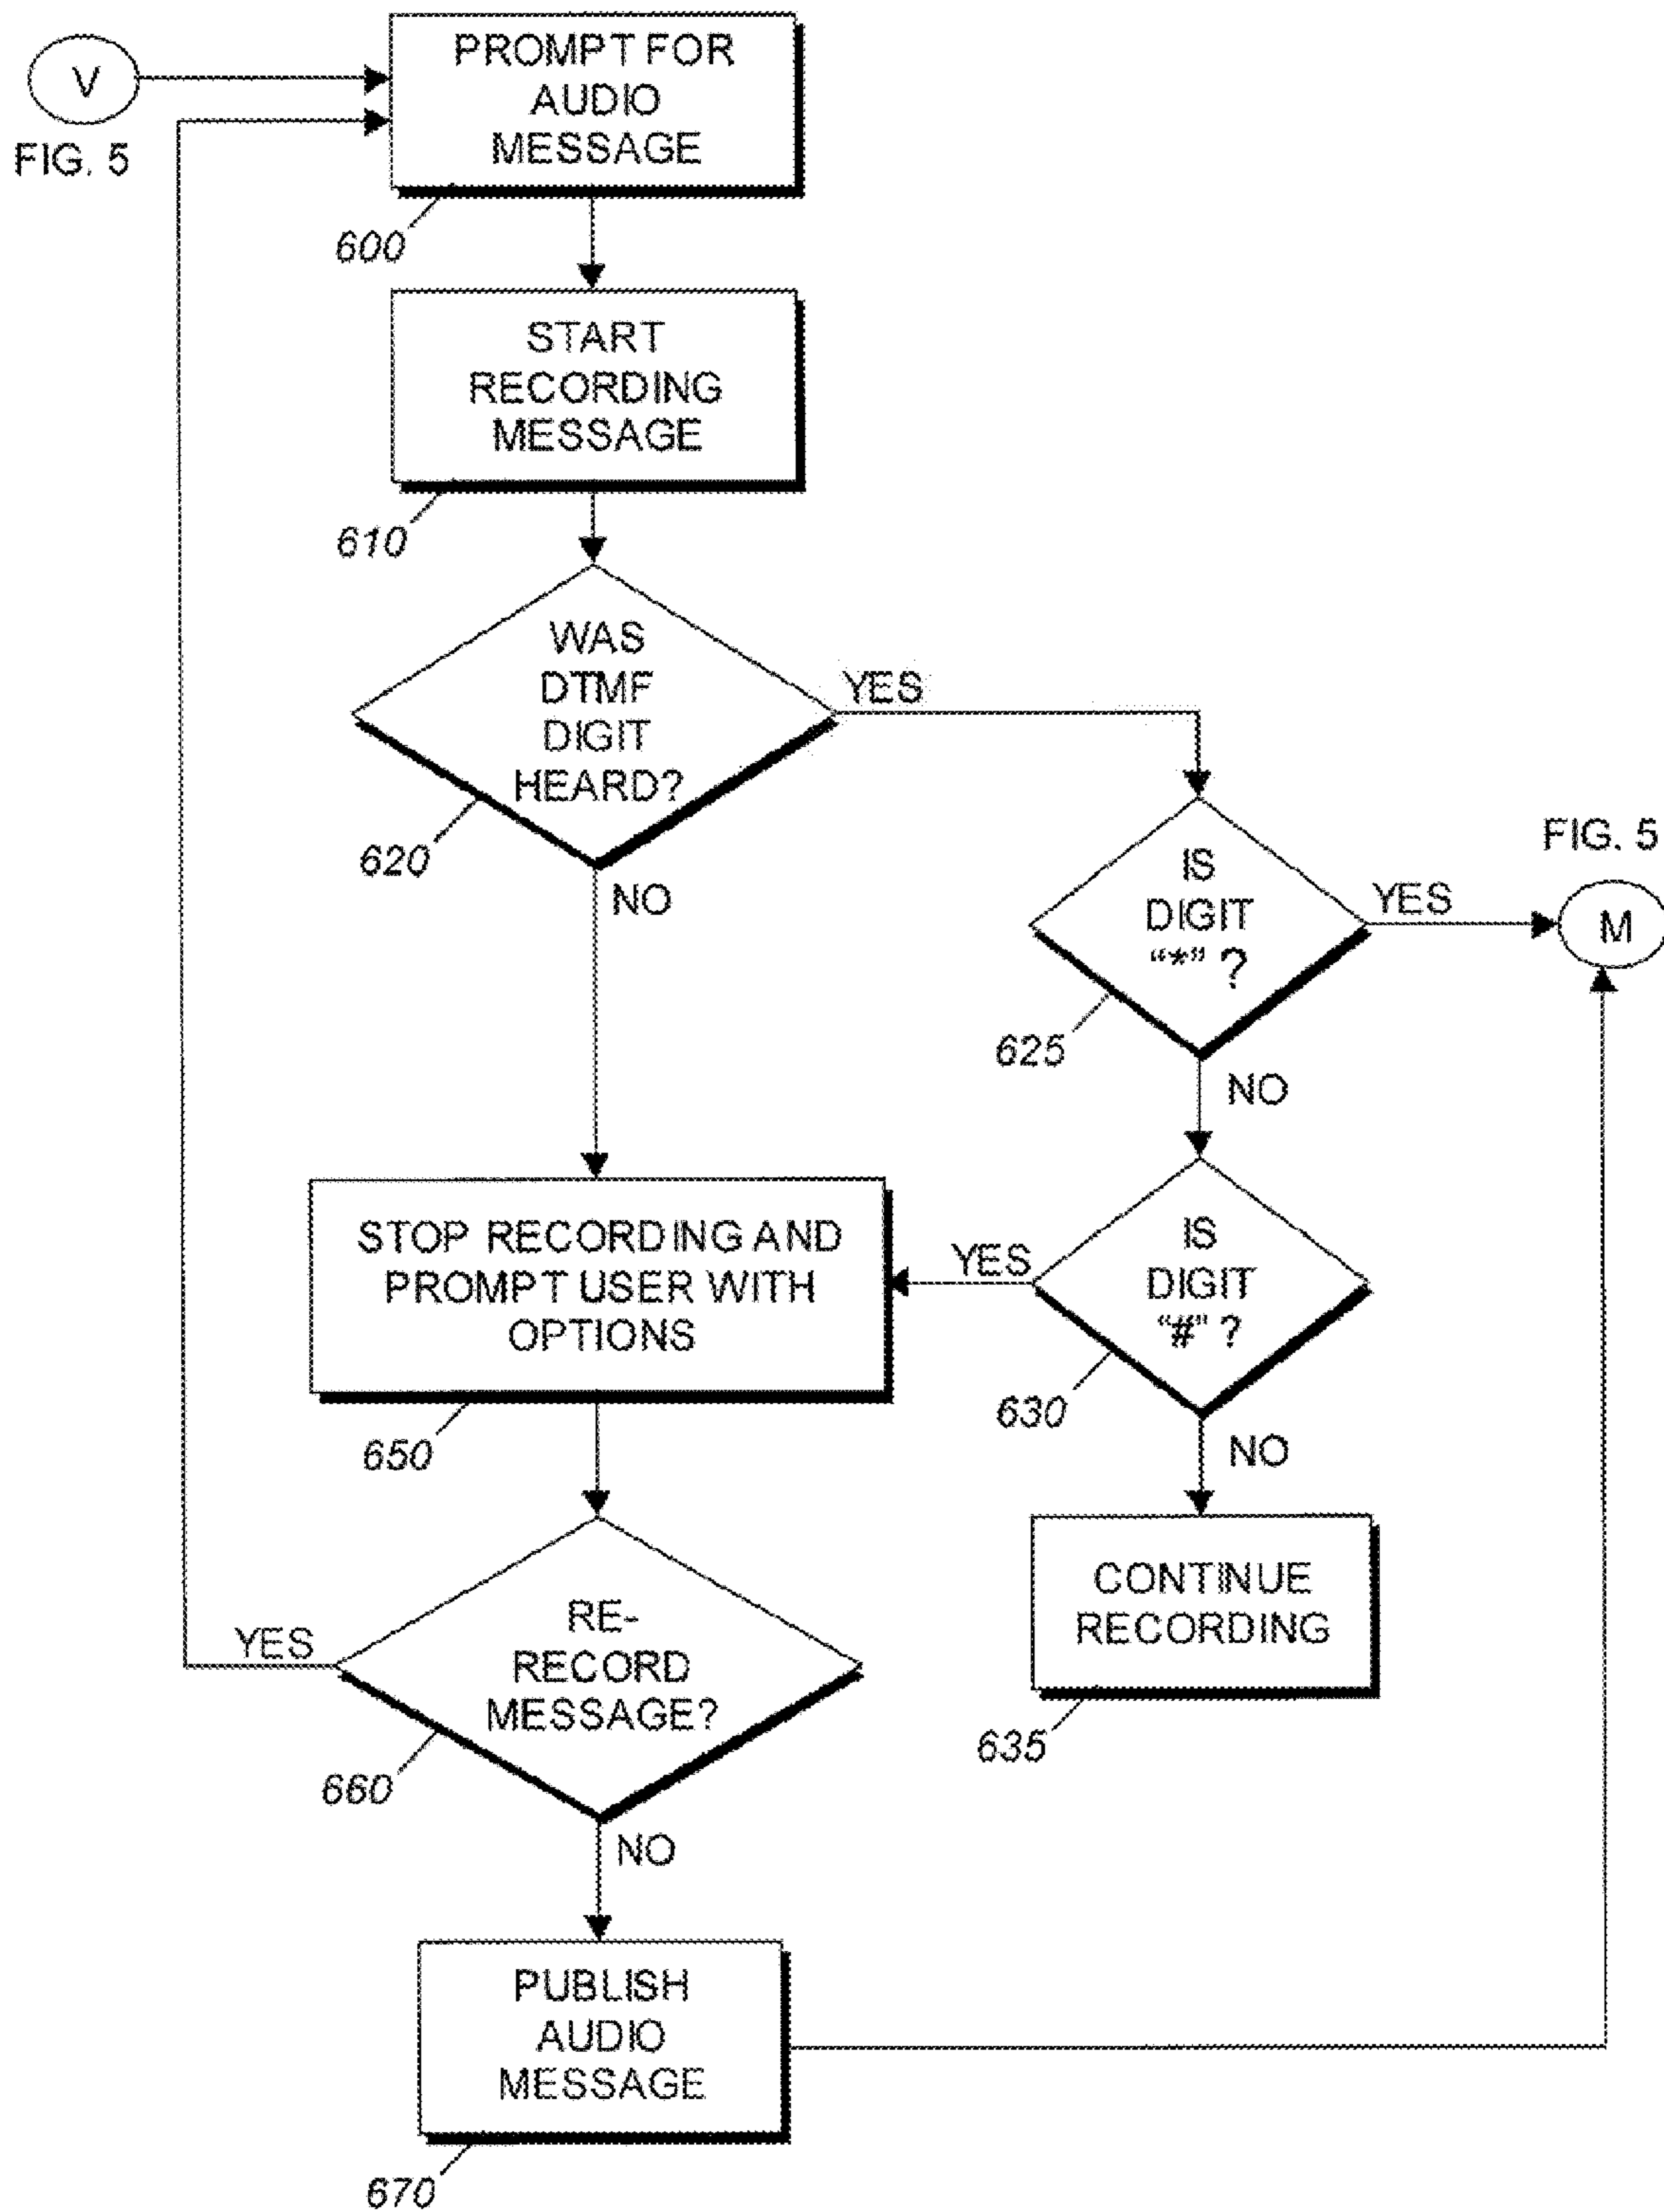 V
FIG. 5
PROMPT FOR
AUDIO
MESSAGE
600
START
RECORDING
MESSAGE
610
WAS
DTMF
DIGIT
HEARD?
620
YES
NO
IS
DIGIT
“*” ?
625
YES
FIG. 5
M
NO
IS
DIGIT
“#” ?
630
YES
NO
CONTINUE
RECORDING
635
STOP RECORDING AND
PROMPT USER WITH
OPTIONS
650
RE-
RECORD
MESSAGE?
660
YES
NO
PUBLISH
AUDIO
MESSAGE
670